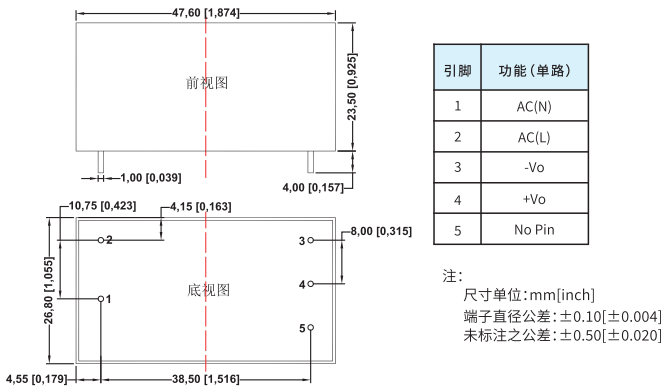 47,60 [1,874]
前视图
23,50 [0,925]
1,00 [0,039]
4,00 [0,157]
10,75 [0,423]
4,15 [0,163]
2
3
8,00 [0,315]
底视图
26,80 [1,055]
4
1
5
4,55 [0,179]
38,50 [1,516]
引脚 功能（单路）
1 AC(N)
2 AC(L)
3 -Vo
4 +Vo
5 No Pin
注：
尺寸单位：mm[inch]
端子直径公差：±0.10[±0.004]
未标注之公差：±0.50[±0.020]